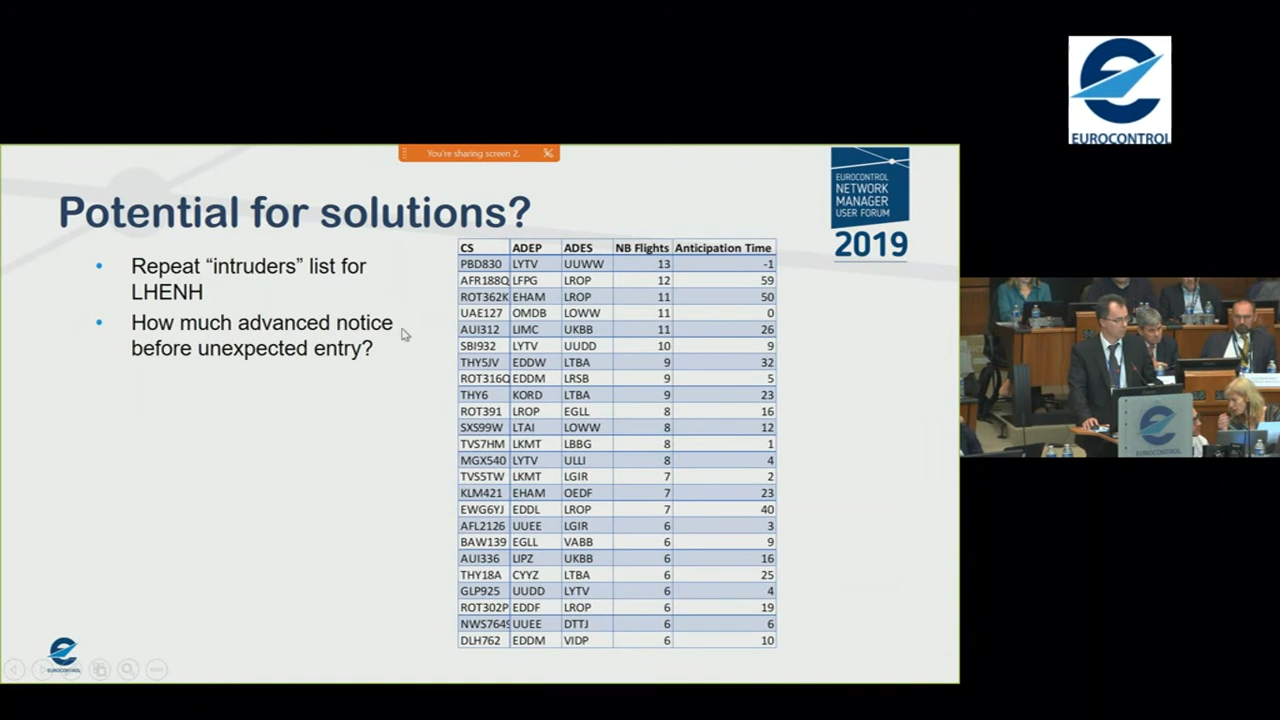 EUROCONTROL
You're sharing screen 2.
EUROCONTROL
NETWORK
MANAGER
USER FORUM
2019
Potential for solutions?
• Repeat “intruders” list for
LHENH
• How much advanced notice
before unexpected entry?
CS ADEP ADES NB Flights Anticipation Time
PBD830 LYTV UUWW 13 -1
AFR188Q LFPG LROP 12 59
ROT362K EHAM LROP 11 50
UAE127 OMDB LOWW 11 0
AUI312 LIMC UKBB 11 26
SBI932 LYTV UUDD 10 9
THY5JV EDDW LTBA 9 32
ROT316Q EDDM LRSB 9 5
THY6 KORD LTBA 9 23
ROT391 LROP EGLL 8 16
SXS99W LTAI LOWW 8 12
TVS7HM LKMT LBBG 8 1
MGX540 LYTV ULLI 8 4
TVS5TW LKMT LGIR 7 2
KLM421 EHAM OEDF 7 23
EWG6YJ EDDL LROP 7 40
AFL2126 UUEE LGIR 6 3
BAW139 EGLL VABB 6 9
AUI336 LIPZ UKBB 6 16
THY18A CYYZ LTBA 6 25
GLP925 UUDD LYTV 6 4
ROT302P EDDF LROP 6 19
NWS764S UUEE DTTJ 6 6
DLH762 EDDM VIDP 6 10
EUROCONTROL
EUROCONTROL